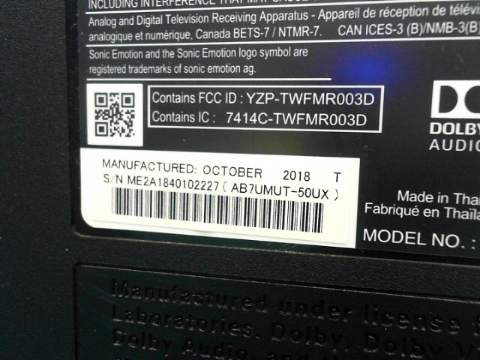 INCLUDING INTERFERENCE THAT MAY CAUSE
Analog and Digital Television Receiving Apparatus - Appareil de réception de télévi
analogique et numérique, Canada BETS-7 / NTMR-7. CAN ICES-3 (B)/NMB-3(B)
Sonic Emotion and the Sonic Emotion logo symbol are
registered trademarks of sonic emotion ag.
Contains FCC ID : YZP-TWFMR003D
Contains IC : 7414C-TWFMR003D
DOLBY
AUDIO
MANUFACTURED: OCTOBER 2018 T
S/N ME2A1840102227 ( AB7UMUT-50UX )
Made in Thai
Fabriqué en Thaïla
MODEL NO. :
Manufactured under license
Laboratories. Dolby, Dolby V
Dolby Audio, and